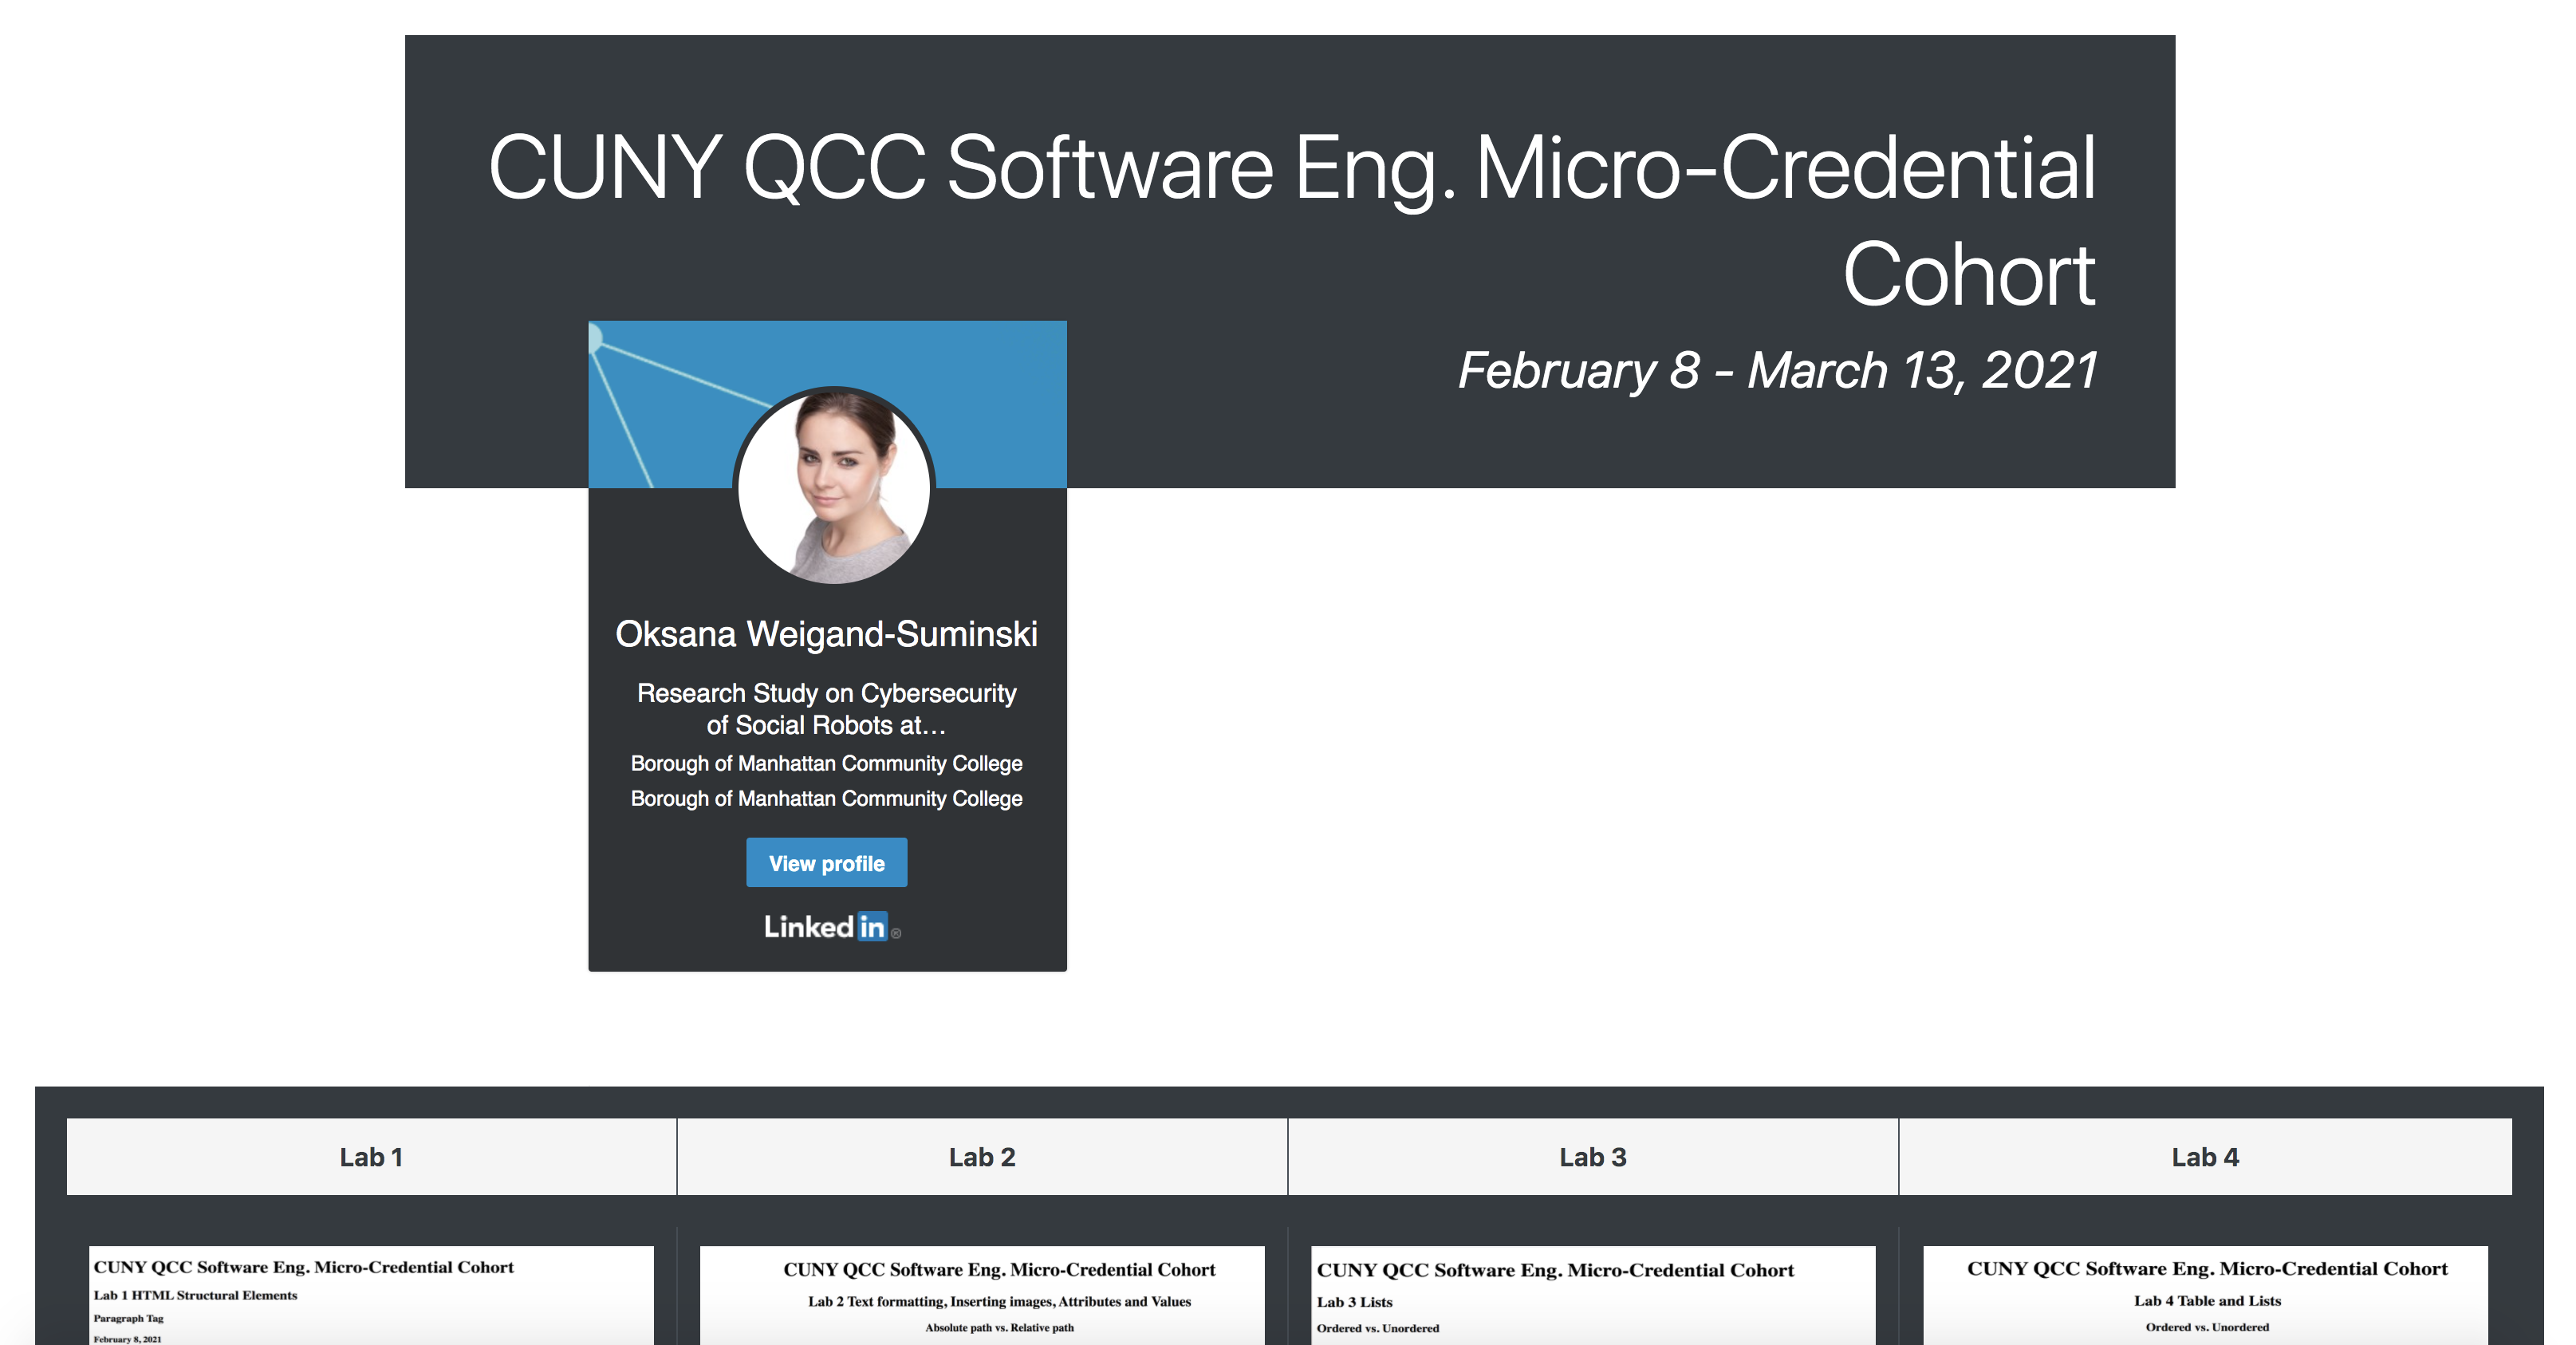 CUNY QCC Software Eng. Micro-Credential
Cohort
February 8 - March 13, 2021
Oksana Weigand-Suminski
Research Study on Cybersecurity
of Social Robots at…
Borough of Manhattan Community College
Borough of Manhattan Community College
View profile
Linked in ®
Lab 1
Lab 2
Lab 3
Lab 4
CUNY QCC Software Eng. Micro-Credential Cohort
Lab 1 HTML Structural Elements
Paragraph Tag
February 8, 2021
CUNY QCC Software Eng. Micro-Credential Cohort
Lab 2 Text formatting, Inserting images, Attributes and Values
Absolute path vs. Relative path
CUNY QCC Software Eng. Micro-Credential Cohort
Lab 3 Lists
Ordered vs. Unordered
CUNY QCC Software Eng. Micro-Credential Cohort
Lab 4 Table and Lists
Ordered vs. Unordered